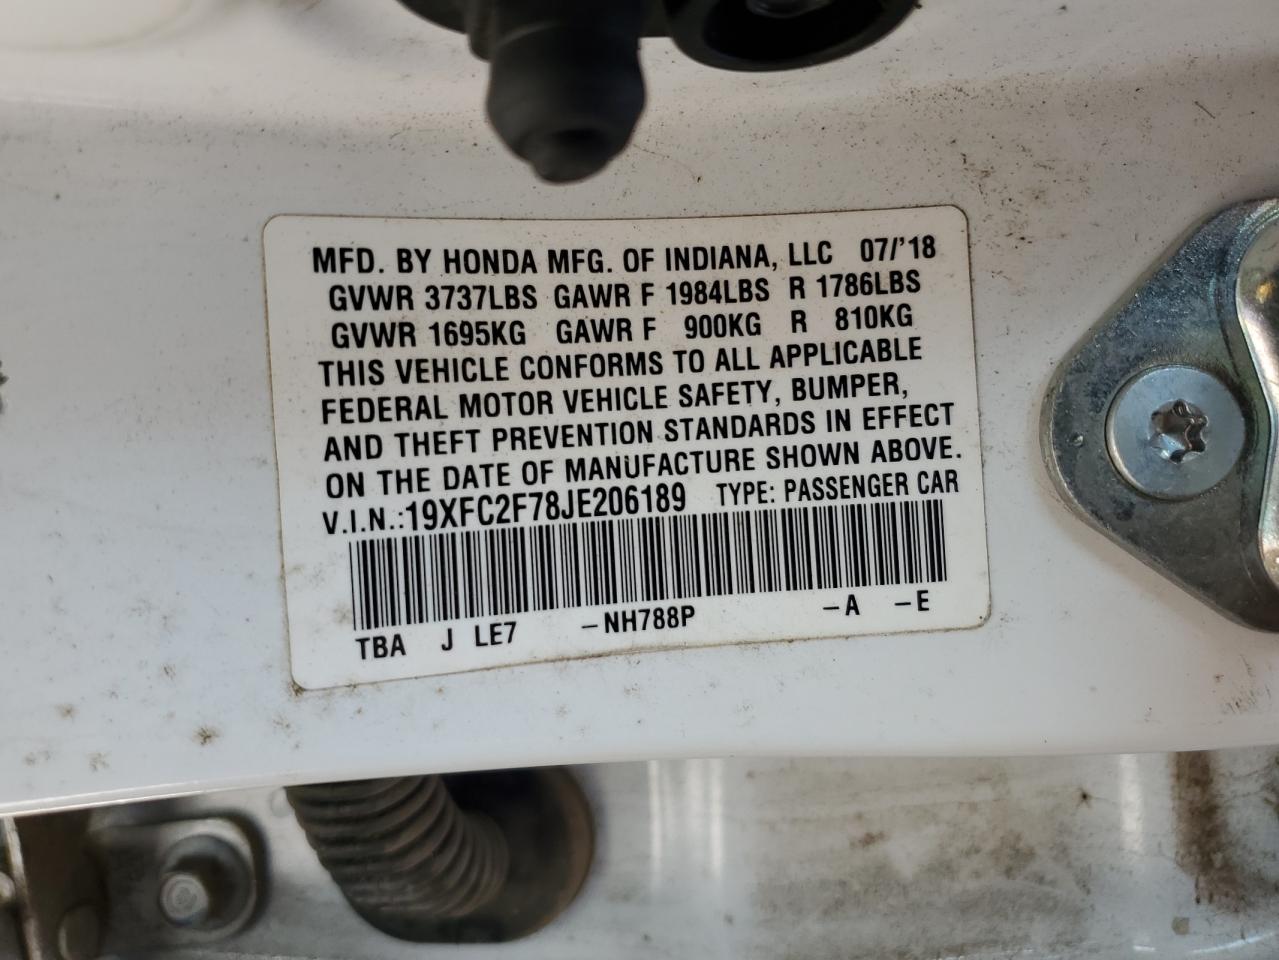 MFD. BY HONDA MFG. OF INDIANA, LLC 07/'18
GVWR 3737LBS GAWR F 1984LBS R 1786LBS
GVWR 1695KG GAWR F 900KG R 810KG
THIS VEHICLE CONFORMS TO ALL APPLICABLE
FEDERAL MOTOR VEHICLE SAFETY, BUMPER,
AND THEFT PREVENTION STANDARDS IN EFFECT
ON THE DATE OF MANUFACTURE SHOWN ABOVE.
V.I.N.:19XFC2F78JE206189 TYPE: PASSENGER CAR
TBA J LE7 –NH788P –A –E